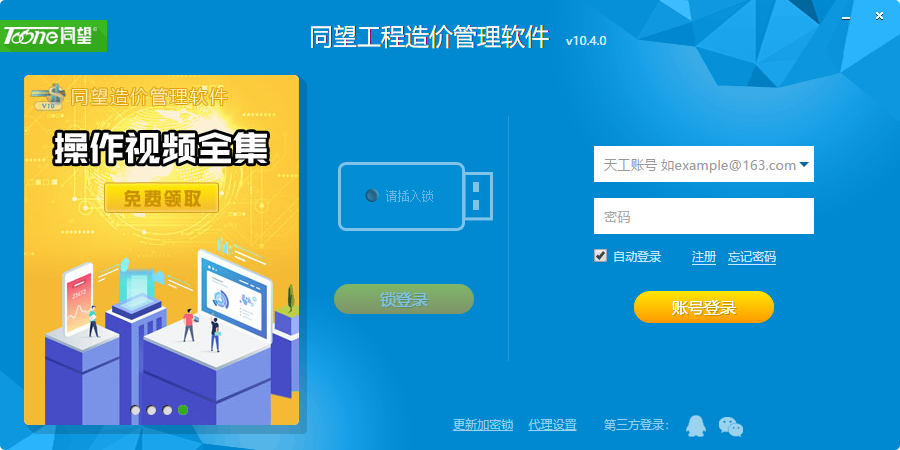 Toone同望®
同望工程造价管理软件 v10.4.0
V10 同望造价管理软件
操作视频全集
免费领取
23472
请插入锁
锁登录
天工账号 如example@163.com
密码
自动登录 注册 忘记密码
账号登录
更新加密锁 代理设置 第三方登录: